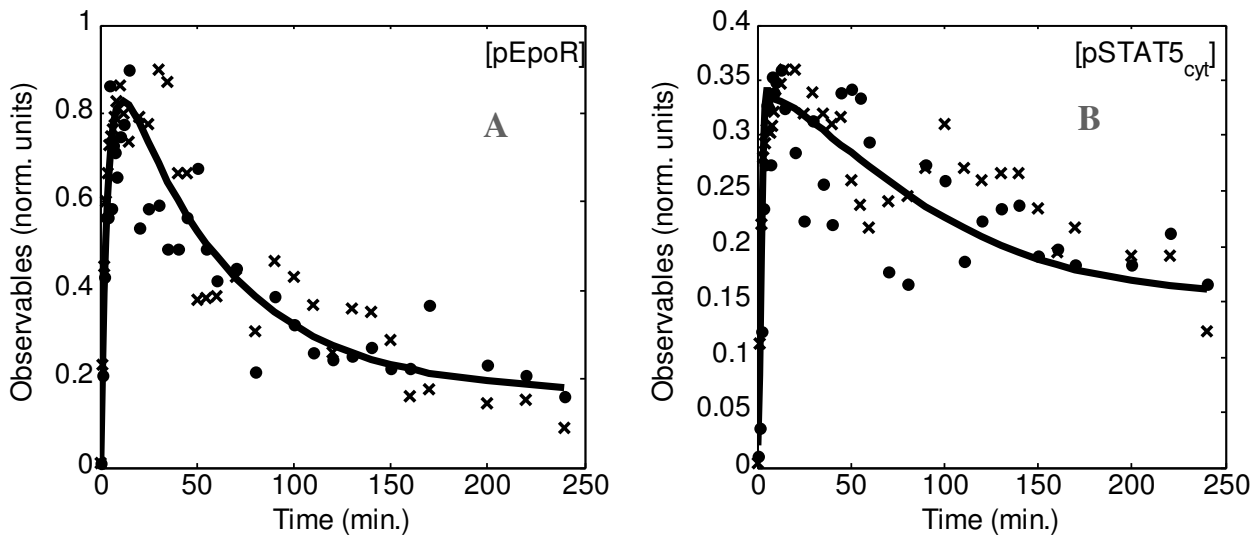 [pEpoR]
A
Observables (norm. units)
1
0.8
0.6
0.4
0.2
0
0 50 100 150 200 250
Time (min.)
[pSTAT5cyt]
B
Observables (norm. units)
0.4
0.35
0.3
0.25
0.2
0.15
0.1
0.05
0
0 50 100 150 200 250
Time (min.)